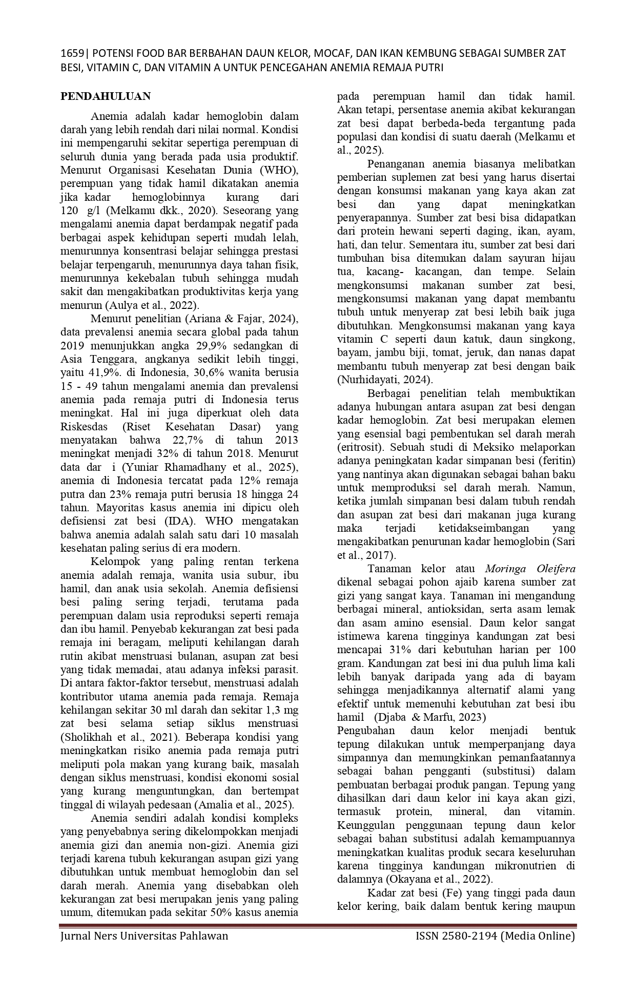 1659| POTENSI FOOD BAR BERBAHAN DAUN KELOR, MOCAF, DAN IKAN KEMBUNG SEBAGAI SUMBER ZAT
BESI, VITAMIN C, DAN VITAMIN A UNTUK PENCEGAHAN ANEMIA REMAJA PUTRI
PENDAHULUAN
Anemia adalah kadar hemoglobin dalam
darah yang lebih rendah dari nilai normal. Kondisi
ini mempengaruhi sekitar sepertiga perempuan di
seluruh dunia yang berada pada usia produktif.
Menurut Organisasi Kesehatan Dunia (WHO),
perempuan yang tidak hamil dikatakan anemia
jika kadar hemoglobinnya kurang dari
120 g/l (Melkamu dkk., 2020). Seseorang yang
mengalami anemia dapat berdampak negatif pada
berbagai aspek kehidupan seperti mudah lelah,
menurunnya konsentrasi belajar sehingga prestasi
belajar terpengaruh, menurunnya daya tahan fisik,
menurunnya kekebalan tubuh sehingga mudah
sakit dan mengakibatkan produktivitas kerja yang
menurun (Aulya et al., 2022).
Menurut penelitian (Ariana & Fajar, 2024),
data prevalensi anemia secara global pada tahun
2019 menunjukkan angka 29,9% sedangkan di
Asia Tenggara, angkanya sedikit lebih tinggi,
yaitu 41,9%. di Indonesia, 30,6% wanita berusia
15 - 49 tahun mengalami anemia dan prevalensi
anemia pada remaja putri di Indonesia terus
meningkat. Hal ini juga diperkuat oleh data
Riskesdas (Riset Kesehatan Dasar) yang
menyatakan bahwa 22,7% di tahun 2013
meningkat menjadi 32% di tahun 2018. Menurut
data dar i (Yuniar Rhamadhany et al., 2025),
anemia di Indonesia tercatat pada 12% remaja
putra dan 23% remaja putri berusia 18 hingga 24
tahun. Mayoritas kasus anemia ini dipicu oleh
defisiensi zat besi (IDA). WHO mengatakan
bahwa anemia adalah salah satu dari 10 masalah
kesehatan paling serius di era modern.
Kelompok yang paling rentan terkena
anemia adalah remaja, wanita usia subur, ibu
hamil, dan anak usia sekolah. Anemia defisiensi
besi paling sering terjadi, terutama pada
perempuan dalam usia reproduksi seperti remaja
dan ibu hamil. Penyebab kekurangan zat besi pada
remaja ini beragam, meliputi kehilangan darah
rutin akibat menstruasi bulanan, asupan zat besi
yang tidak memadai, atau adanya infeksi parasit.
Di antara faktor-faktor tersebut, menstruasi adalah
kontributor utama anemia pada remaja. Remaja
kehilangan sekitar 30 ml darah dan sekitar 1,3 mg
zat besi selama setiap siklus menstruasi
(Sholikhah et al., 2021). Beberapa kondisi yang
meningkatkan risiko anemia pada remaja putri
meliputi pola makan yang kurang baik, masalah
dengan siklus menstruasi, kondisi ekonomi sosial
yang kurang menguntungkan, dan bertempat
tinggal di wilayah pedesaan (Amalia et al., 2025).
Anemia sendiri adalah kondisi kompleks
yang penyebabnya sering dikelompokkan menjadi
anemia gizi dan anemia non-gizi. Anemia gizi
terjadi karena tubuh kekurangan asupan gizi yang
dibutuhkan untuk membuat hemoglobin dan sel
darah merah. Anemia yang disebabkan oleh
kekurangan zat besi merupakan jenis yang paling
umum, ditemukan pada sekitar 50% kasus anemia
pada perempuan hamil dan tidak hamil.
Akan tetapi, persentase anemia akibat kekurangan
zat besi dapat berbeda-beda tergantung pada
populasi dan kondisi di suatu daerah (Melkamu et
al., 2025).
Penanganan anemia biasanya melibatkan
pemberian suplemen zat besi yang harus disertai
dengan konsumsi makanan yang kaya akan zat
besi dan yang dapat meningkatkan
penyerapannya. Sumber zat besi bisa didapatkan
dari protein hewani seperti daging, ikan, ayam,
hati, dan telur. Sementara itu, sumber zat besi dari
tumbuhan bisa ditemukan dalam sayuran hijau
tua, kacang- kacangan, dan tempe. Selain
mengkonsumsi makanan sumber zat besi,
mengkonsumsi makanan yang dapat membantu
tubuh untuk menyerap zat besi lebih baik juga
dibutuhkan. Mengkonsumsi makanan yang kaya
vitamin C seperti daun katuk, daun singkong,
bayam, jambu biji, tomat, jeruk, dan nanas dapat
membantu tubuh menyerap zat besi dengan baik
(Nurhidayati, 2024).
Berbagai penelitian telah membuktikan
adanya hubungan antara asupan zat besi dengan
kadar hemoglobin. Zat besi merupakan elemen
yang esensial bagi pembentukan sel darah merah
(eritrosit). Sebuah studi di Meksiko melaporkan
adanya peningkatan kadar simpanan besi (feritin)
yang nantinya akan digunakan sebagai bahan baku
untuk memproduksi sel darah merah. Namun,
ketika jumlah simpanan besi dalam tubuh rendah
dan asupan zat besi dari makanan juga kurang
maka terjadi ketidakseimbangan yang
mengakibatkan penurunan kadar hemoglobin (Sari
et al., 2017).
Tanaman kelor atau Moringa Oleifera
dikenal sebagai pohon ajaib karena sumber zat
gizi yang sangat kaya. Tanaman ini mengandung
berbagai mineral, antioksidan, serta asam lemak
dan asam amino esensial. Daun kelor sangat
istimewa karena tingginya kandungan zat besi
mencapai 31% dari kebutuhan harian per 100
gram. Kandungan zat besi ini dua puluh lima kali
lebih banyak daripada yang ada di bayam
sehingga menjadikannya alternatif alami yang
efektif untuk memenuhi kebutuhan zat besi ibu
hamil (Djaba & Marfu, 2023)
Pengubahan daun kelor menjadi bentuk
tepung dilakukan untuk memperpanjang daya
simpannya dan memungkinkan pemanfaatannya
sebagai bahan pengganti (substitusi) dalam
pembuatan berbagai produk pangan. Tepung yang
dihasilkan dari daun kelor ini kaya akan gizi,
termasuk protein, mineral, dan vitamin.
Keunggulan penggunaan tepung daun kelor
sebagai bahan substitusi adalah kemampuannya
meningkatkan kualitas produk secara keseluruhan
karena tingginya kandungan mikronutrien di
dalamnya (Okayana et al., 2022).
Kadar zat besi (Fe) yang tinggi pada daun
kelor kering, baik dalam bentuk kering maupun
Jurnal Ners Universitas Pahlawan
ISSN 2580-2194 (Media Online)